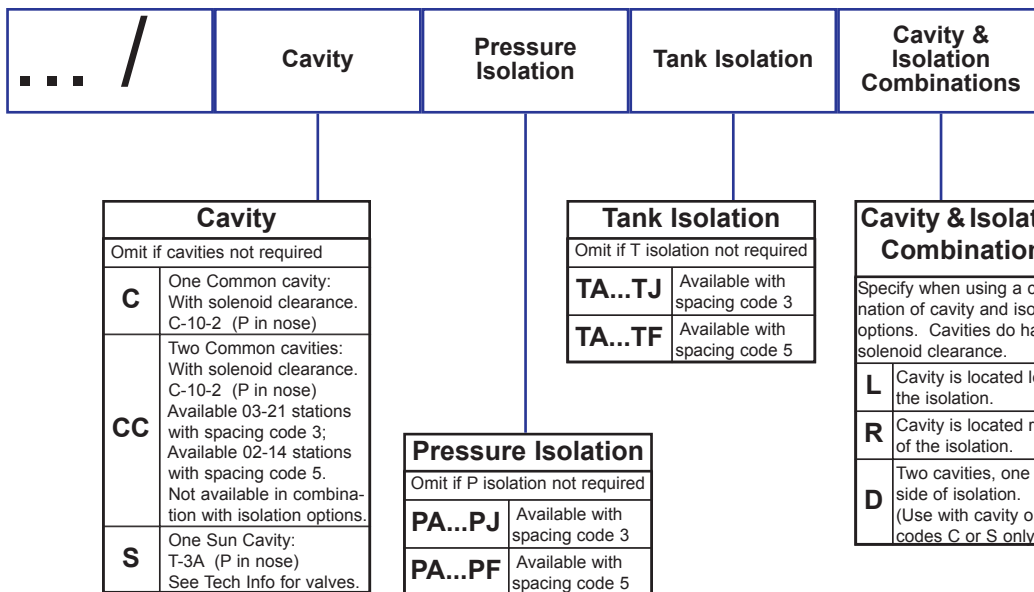 ... /
Cavity
Pressure
Isolation
Tank Isolation
Cavity &
Isolation
Combinations
Cavity
Omit if cavities not required
C
One Common cavity:
With solenoid clearance.
C-10-2 (P in nose)
CC
Two Common cavities:
With solenoid clearance.
C-10-2 (P in nose)
Available 03-21 stations
with spacing code 3;
Available 02-14 stations
with spacing code 5.
Not available in combina-
tion with isolation options.
S
One Sun Cavity:
T-3A (P in nose)
See Tech Info for valves.
Pressure Isolation
Omit if P isolation not required
PA...PJ
Available with
spacing code 3
PA...PF
Available with
spacing code 5
Tank Isolation
Omit if T isolation not required
TA...TJ
Available with
spacing code 3
TA...TF
Available with
spacing code 5
Cavity & Isolat
Combination
Specify when using a c
nation of cavity and iso
options. Cavities do ha
solenoid clearance.
L
Cavity is located l
the isolation.
R
Cavity is located r
of the isolation.
D
Two cavities, one
side of isolation.
(Use with cavity o
codes C or S only